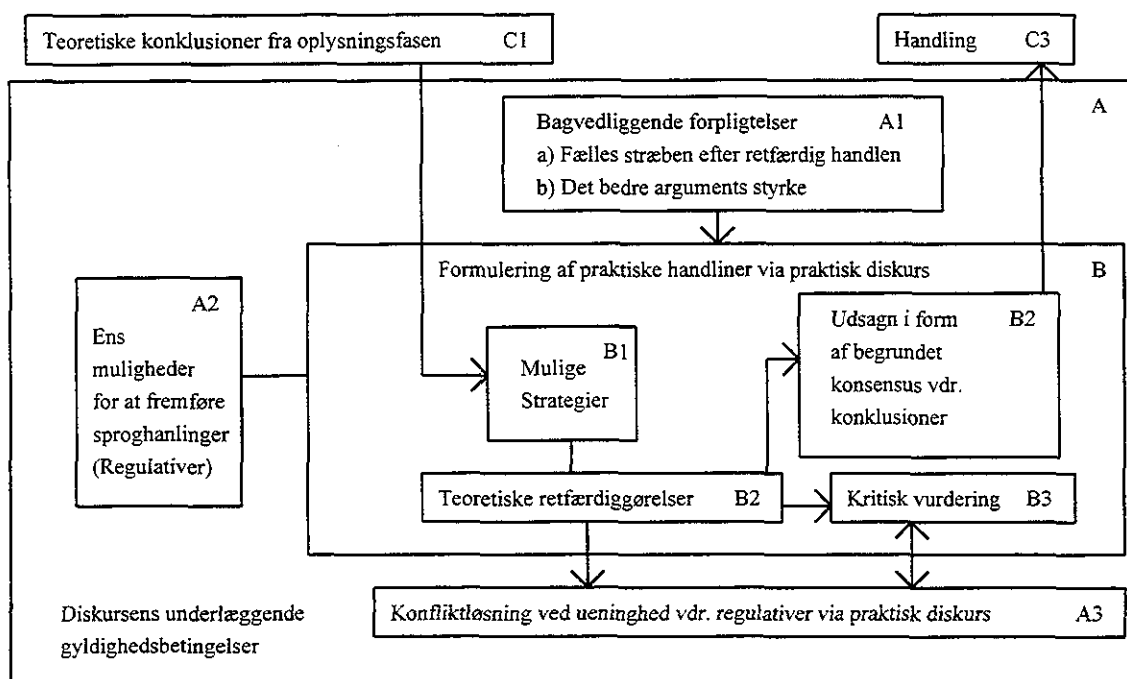 Teoretiske konklusioner fra oplysningsfasen C1
Handling C3
A
Bagvedliggende forpligtelser A1
a) Fælles stræben efter retfærdig handlen
b) Det bedre arguments styrke
Formulering af praktiske handliner via praktisk diskurs B
A2
Ens
muligheder
for at fremføre
sproghanlinger
(Regulativer)
B1
Mulige
Strategier
Udsagn i form B2
af begrundet
konsensus vdr.
konklusioner
Teoretiske retfærdiggørelser B2
Kritisk vurdering B3
Konfliktløsning ved uenighed vdr. regulativer via praktisk diskurs A3
Diskursens underlæggende
gyldighedsbetingelser